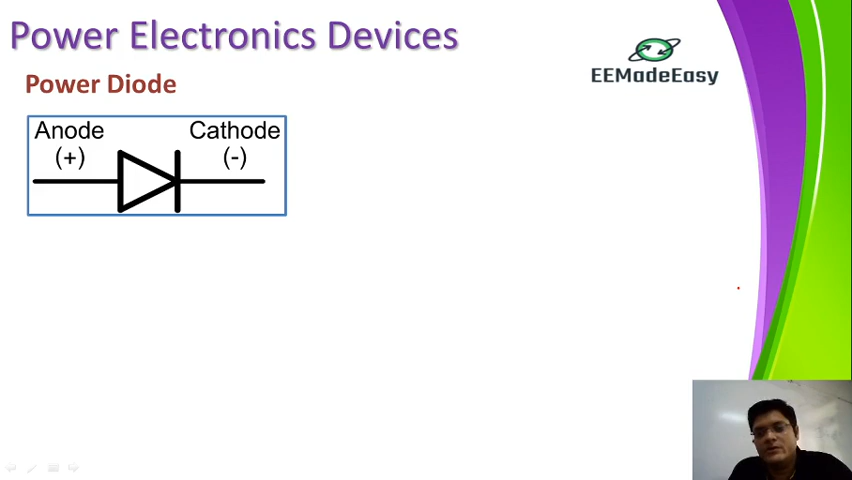 Power Electronics Devices
Power Diode
EEMadeEasy
Anode Cathode
(+) (-)